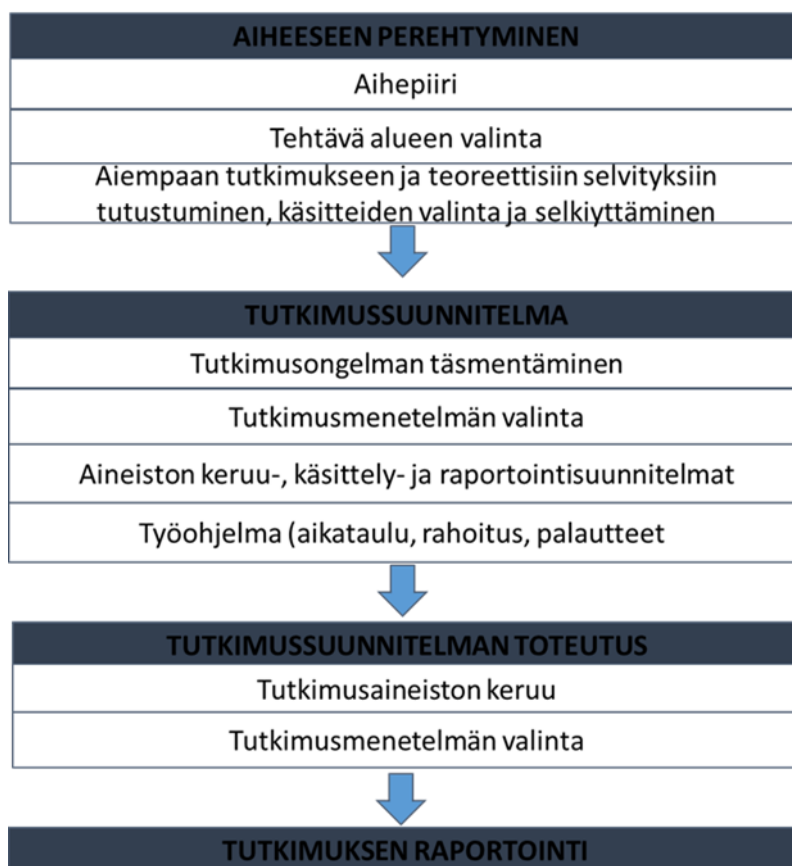 AIHEESEEN PEREHTYMINEN
Aihepiiri
Tehtävä alueen valinta
Aiempaan tutkimukseen ja teoreettisiin selvityksiin
tutustuminen, käsitteiden valinta ja selkiyttäminen
TUTKIMUSSUUNNITELMA
Tutkimusongelman täsmentäminen
Tutkimusmenetelmän valinta
Aineiston keruu-, käsittely- ja raportointisuunnitelmat
Työohjelma (aikataulu, rahoitus, palautteet
TUTKIMUSSUUNNITELMAN TOTEUTUS
Tutkimusaineiston keruu
Tutkimusmenetelmän valinta
TUTKIMUKSEN RAPORTOINTI